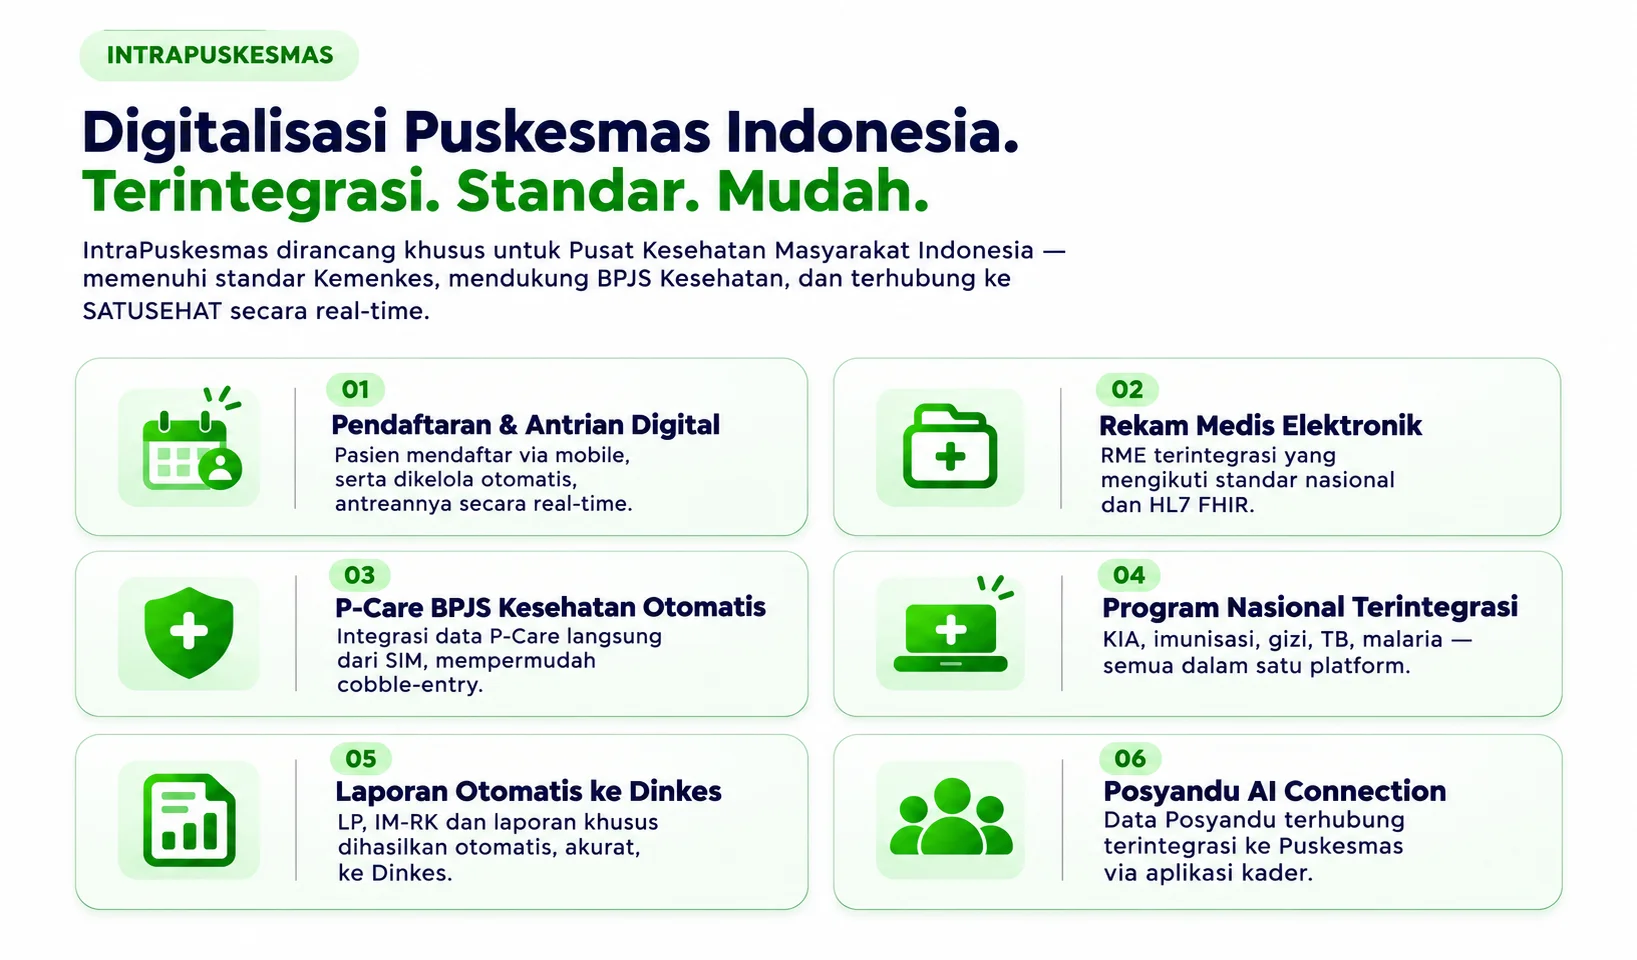 INTRAPUSKESMAS
Digitalisasi Puskesmas Indonesia.
Terintegrasi. Standar. Mudah.
IntraPuskesmas dirancang khusus untuk Pusat Kesehatan Masyarakat Indonesia —
memenuhi standar Kemenkes, mendukung BPJS Kesehatan, dan terhubung ke
SATUSEHAT secara real-time.
01
Pendaftaran & Antrian Digital
Pasien mendaftar via mobile,
serta dikelola otomatis,
antreannya secara real-time.
02
Rekam Medis Elektronik
RME terintegrasi yang
mengikuti standar nasional
dan HL7 FHIR.
03
P-Care BPJS Kesehatan Otomatis
Integrasi data P-Care langsung
dari SIM, mempermudah
cobble-entry.
04
Program Nasional Terintegrasi
KIA, imunisasi, gizi, TB, malaria —
semua dalam satu platform.
05
Laporan Otomatis ke Dinkes
LP, IM-RK dan laporan khusus
dihasilkan otomatis, akurat,
ke Dinkes.
06
Posyandu AI Connection
Data Posyandu terhubung
terintegrasi ke Puskesmas
via aplikasi kader.